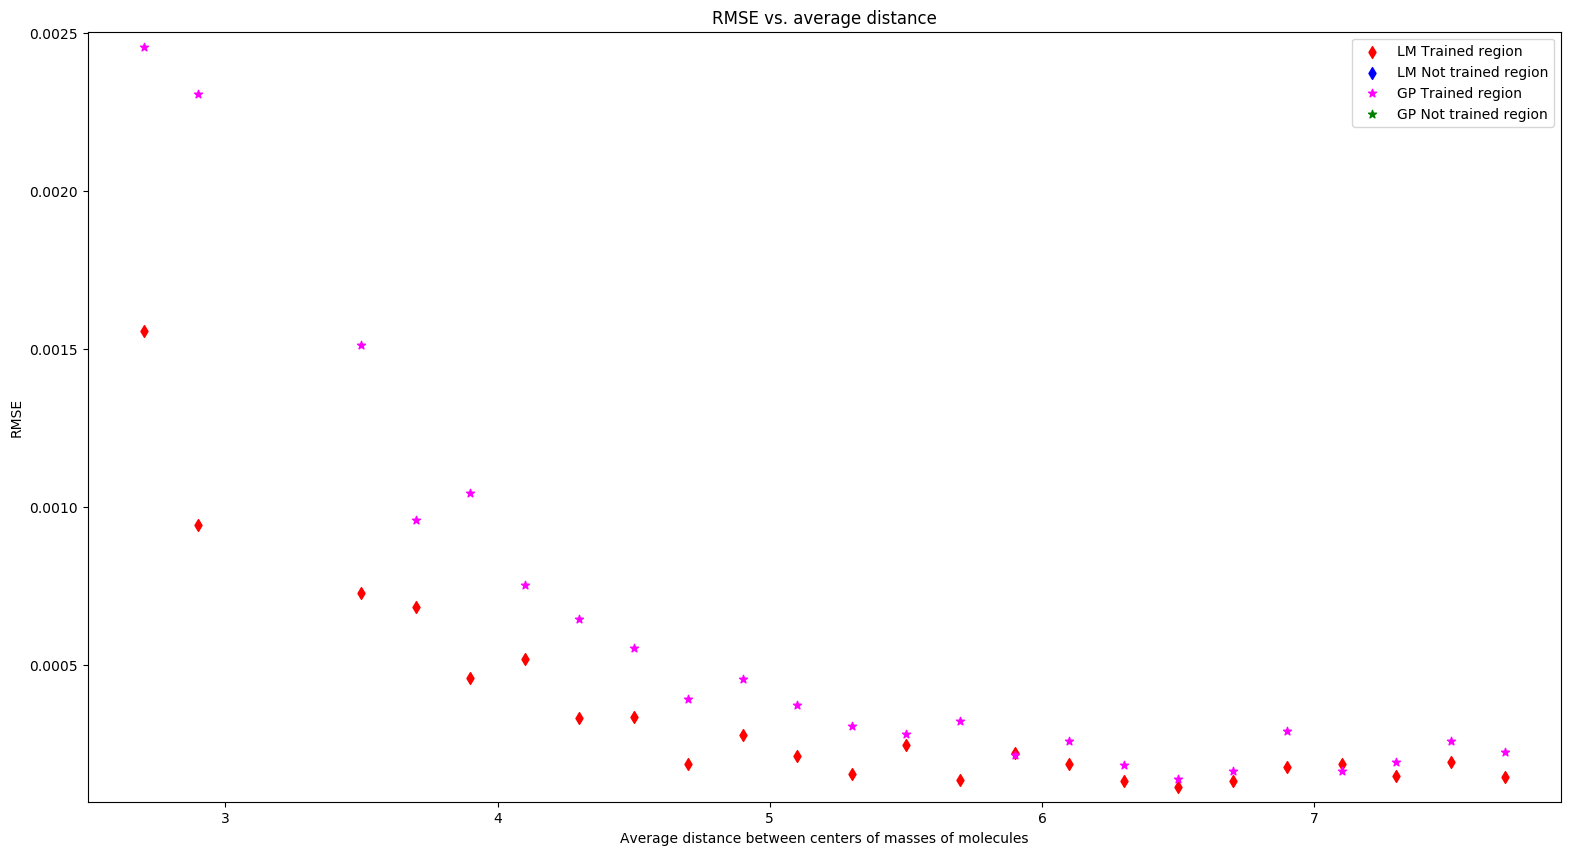 RMSE vs. average distance
LM Trained region
LM Not trained region
GP Trained region
GP Not trained region
RMSE
0.0025
0.0020
0.0015
0.0010
0.0005
3 4 5 6 7
Average distance between centers of masses of molecules